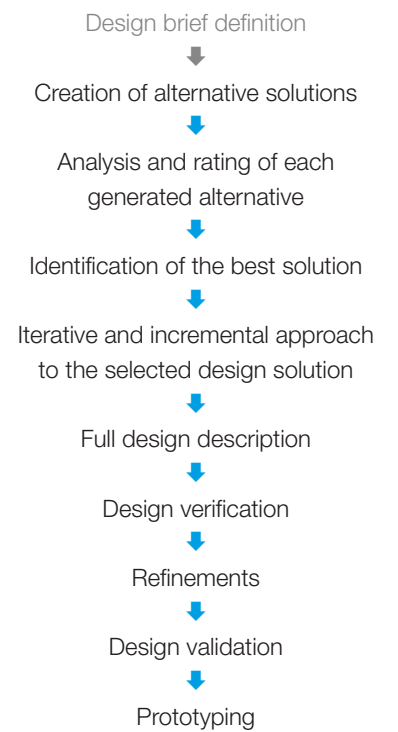 Design brief definition
Creation of alternative solutions
Analysis and rating of each
generated alternative
Identification of the best solution
Iterative and incremental approach
to the selected design solution
Full design description
Design verification
Refinements
Design validation
Prototyping